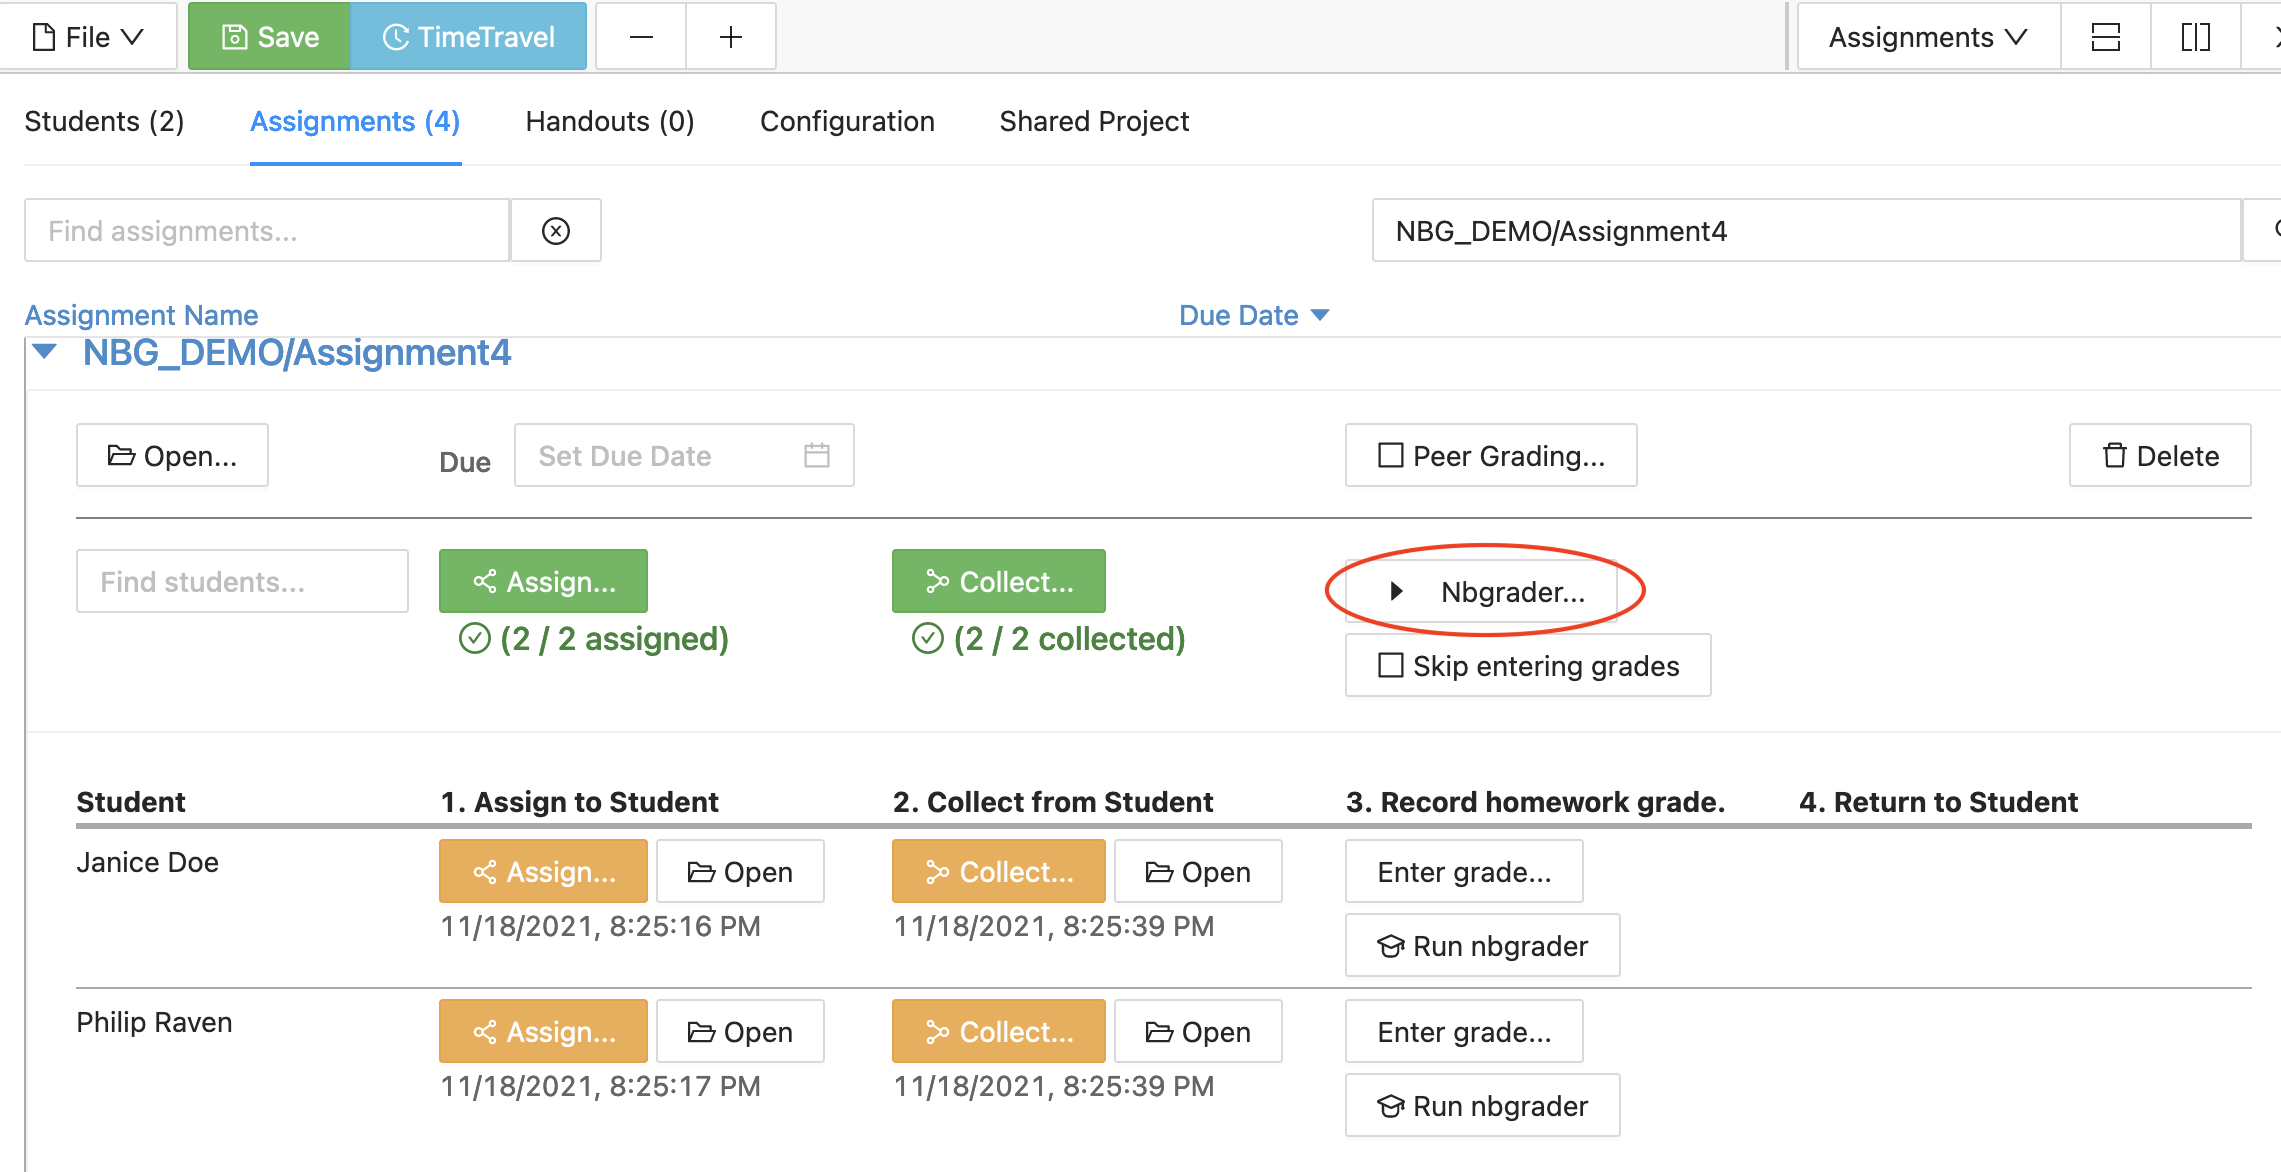 File Save TimeTravel Assignments
Students (2) Assignments (4) Handouts (0) Configuration Shared Project
Find assignments... NBG_DEMO/Assignment4
Assignment Name Due Date
NBG_DEMO/Assignment4
Open... Due Set Due Date Peer Grading... Delete
Find students... Assign... Collect... Nbgrader...
(2 / 2 assigned) (2 / 2 collected)
Skip entering grades
Student 1. Assign to Student 2. Collect from Student 3. Record homework grade. 4. Return to Student
Janice Doe Assign... Open Collect... Open Enter grade...
11/18/2021, 8:25:16 PM 11/18/2021, 8:25:39 PM
Run nbgrader
Philip Raven Assign... Open Collect... Open Enter grade...
11/18/2021, 8:25:17 PM 11/18/2021, 8:25:39 PM
Run nbgrader